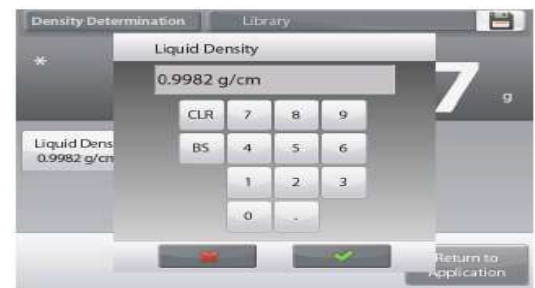 Density Determination Library
Liquid Density
*
0.9982 g/cm
7
g
CLR 7 8 9
Liquid Dens
BS 4 5 6
0.9982 g/cm
1 2 3
0 .
Return to
Application